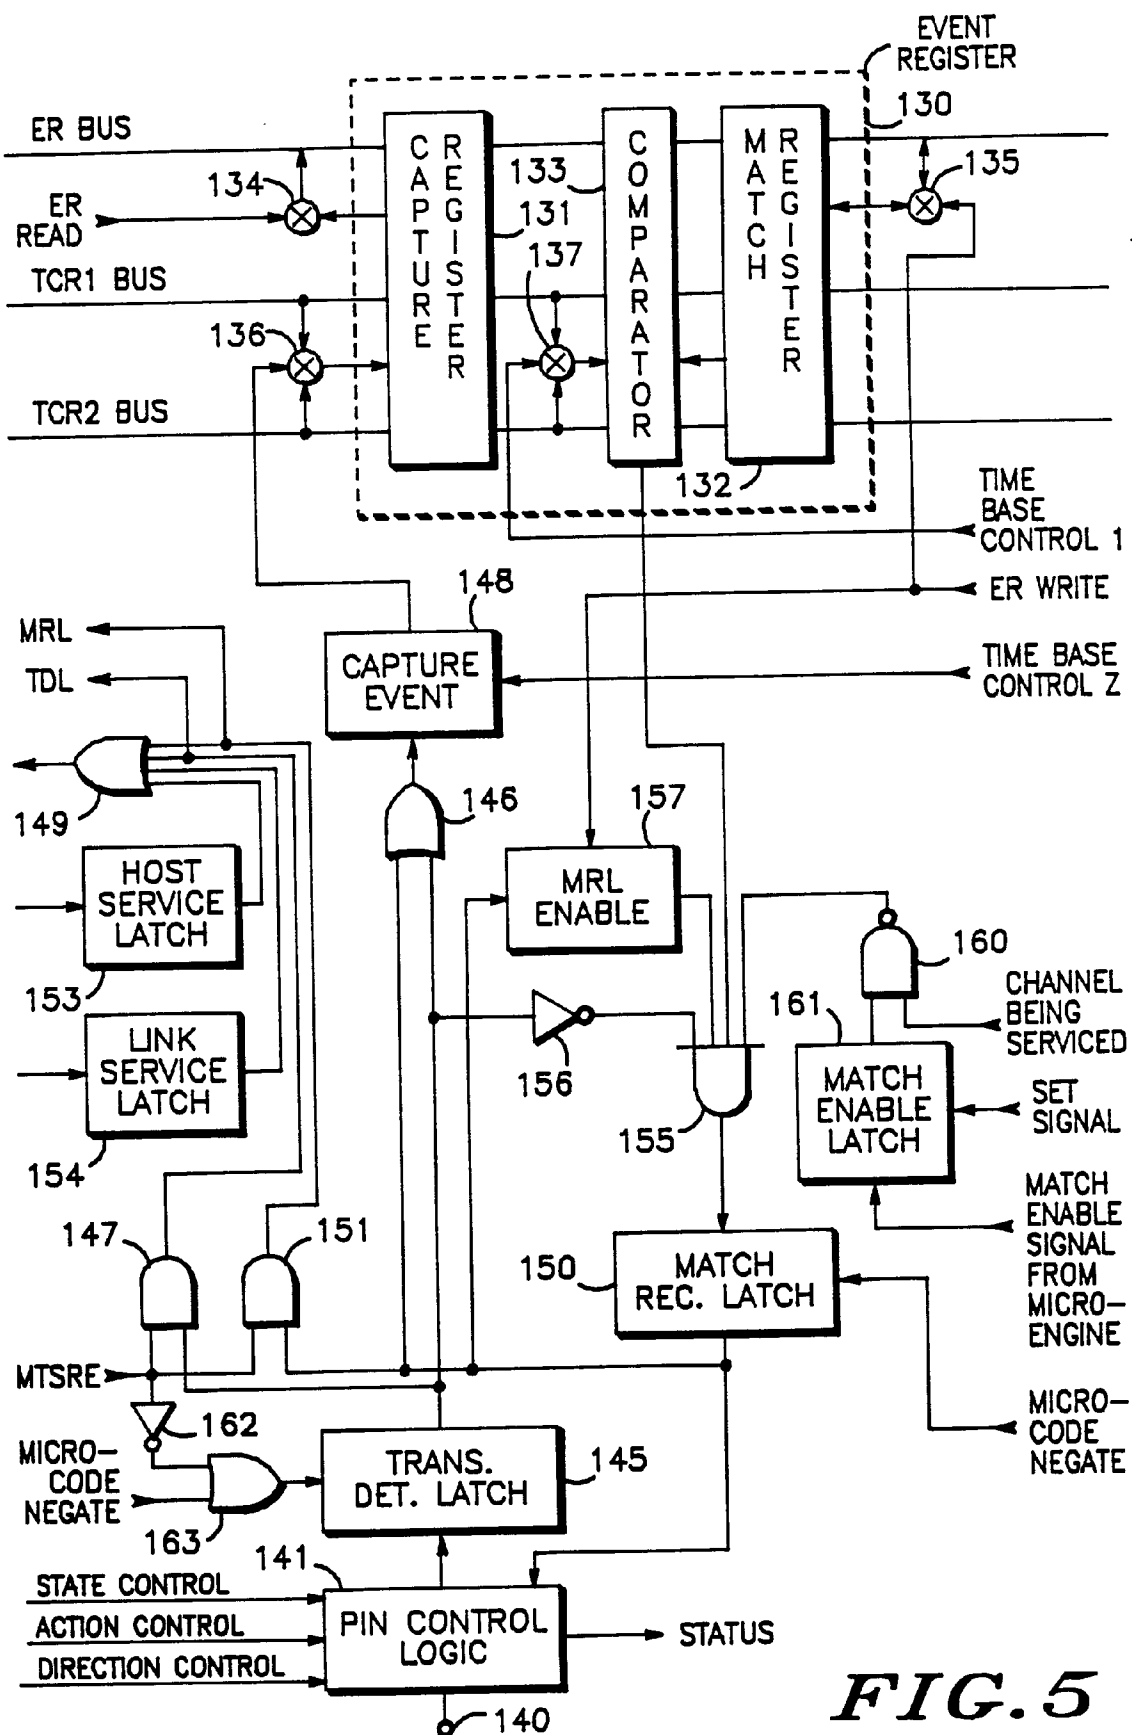 EVENT
REGISTER
130
ER BUS
134
ER
READ
CAPTURE
REGISTER
131
133
COMPARATOR
MATCH
REGISTER
135
TCR1 BUS
137
136
TCR2 BUS
132
TIME
BASE
CONTROL 1
148
ER WRITE
MRL
CAPTURE
EVENT
TIME BASE
CONTROL Z
TDL
149
146
157
HOST
SERVICE
LATCH
153
MRL
ENABLE
160
CHANNEL
BEING
SERVICED
161
LINK
SERVICE
LATCH
154
156
155
MATCH
ENABLE
LATCH
SET
SIGNAL
MATCH
ENABLE
SIGNAL
FROM
MICRO-
ENGINE
147
151
150
MATCH
REC. LATCH
MTSRE
162
MICRO-
CODE
NEGATE
163
TRANS.
DET. LATCH
145
MICRO-
CODE
NEGATE
141
STATE CONTROL
ACTION CONTROL
DIRECTION CONTROL
PIN CONTROL
LOGIC
STATUS
140
FIG. 5